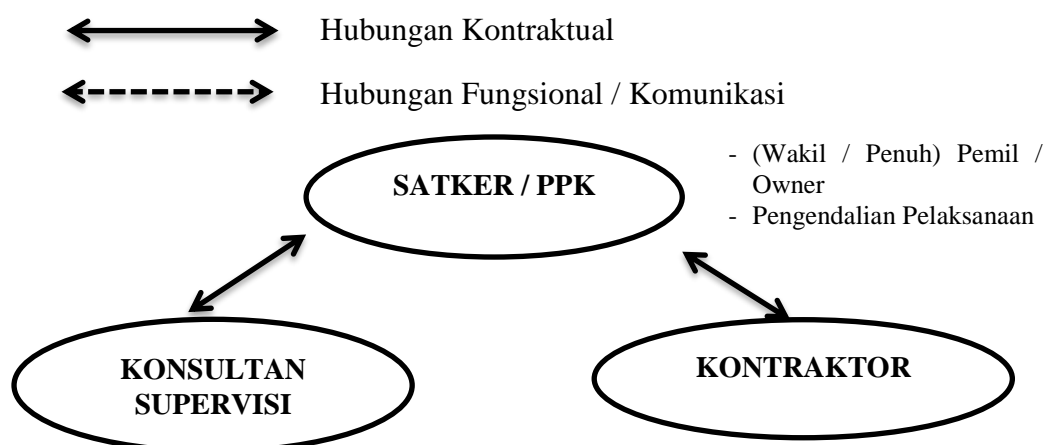 Hubungan Kontraktual
Hubungan Fungsional / Komunikasi
SATKER / PPK
- (Wakil / Penuh) Pemil /
Owner
- Pengendalian Pelaksanaan
KONSULTAN
SUPERVISI
KONTRAKTOR